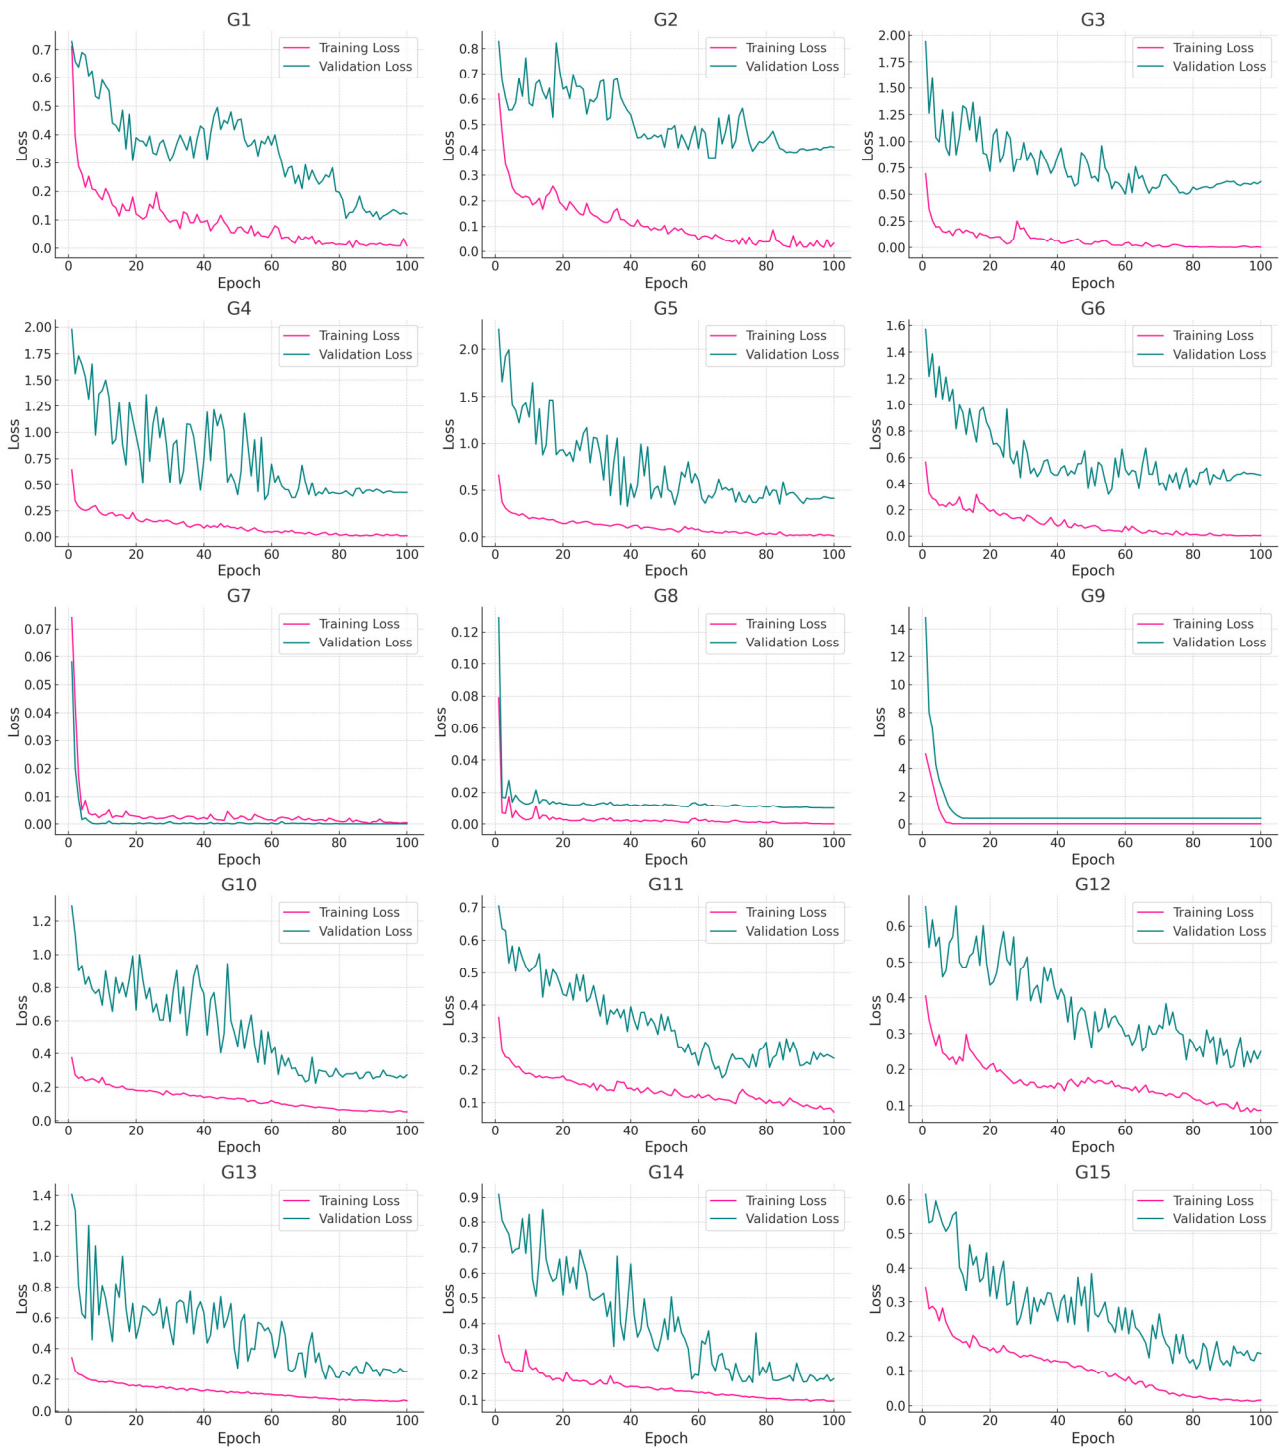 G1
Training Loss
Validation Loss
0.7
0.6
0.5
0.4
0.3
0.2
0.1
0.0
Loss
0 20 40 60 80 100
Epoch
G2
Training Loss
Validation Loss
0.8
0.7
0.6
0.5
0.4
0.3
0.2
0.1
0.0
Loss
0 20 40 60 80 100
Epoch
G3
Training Loss
Validation Loss
2.00
1.75
1.50
1.25
1.00
0.75
0.50
0.25
0.00
Loss
0 20 40 60 80 100
Epoch
G4
Training Loss
Validation Loss
2.00
1.75
1.50
1.25
1.00
0.75
0.50
0.25
0.00
Loss
0 20 40 60 80 100
Epoch
G5
Training Loss
Validation Loss
2.0
1.5
1.0
0.5
0.0
Loss
0 20 40 60 80 100
Epoch
G6
Training Loss
Validation Loss
1.6
1.4
1.2
1.0
0.8
0.6
0.4
0.2
0.0
Loss
0 20 40 60 80 100
Epoch
G7
Training Loss
Validation Loss
0.07
0.06
0.05
0.04
0.03
0.02
0.01
0.00
Loss
0 20 40 60 80 100
Epoch
G8
Training Loss
Validation Loss
0.12
0.10
0.08
0.06
0.04
0.02
0.00
Loss
0 20 40 60 80 100
Epoch
G9
Training Loss
Validation Loss
14
12
10
8
6
4
2
0
Loss
0 20 40 60 80 100
Epoch
G10
Training Loss
Validation Loss
1.2
1.0
0.8
0.6
0.4
0.2
0.0
Loss
0 20 40 60 80 100
Epoch
G11
Training Loss
Validation Loss
0.7
0.6
0.5
0.4
0.3
0.2
0.1
Loss
0 20 40 60 80 100
Epoch
G12
Training Loss
Validation Loss
0.6
0.5
0.4
0.3
0.2
0.1
Loss
0 20 40 60 80 100
Epoch
G13
Training Loss
Validation Loss
1.4
1.2
1.0
0.8
0.6
0.4
0.2
0.0
Loss
0 20 40 60 80 100
Epoch
G14
Training Loss
Validation Loss
0.9
0.8
0.7
0.6
0.5
0.4
0.3
0.2
0.1
Loss
0 20 40 60 80 100
Epoch
G15
Training Loss
Validation Loss
0.6
0.5
0.4
0.3
0.2
0.1
0.0
Loss
0 20 40 60 80 100
Epoch